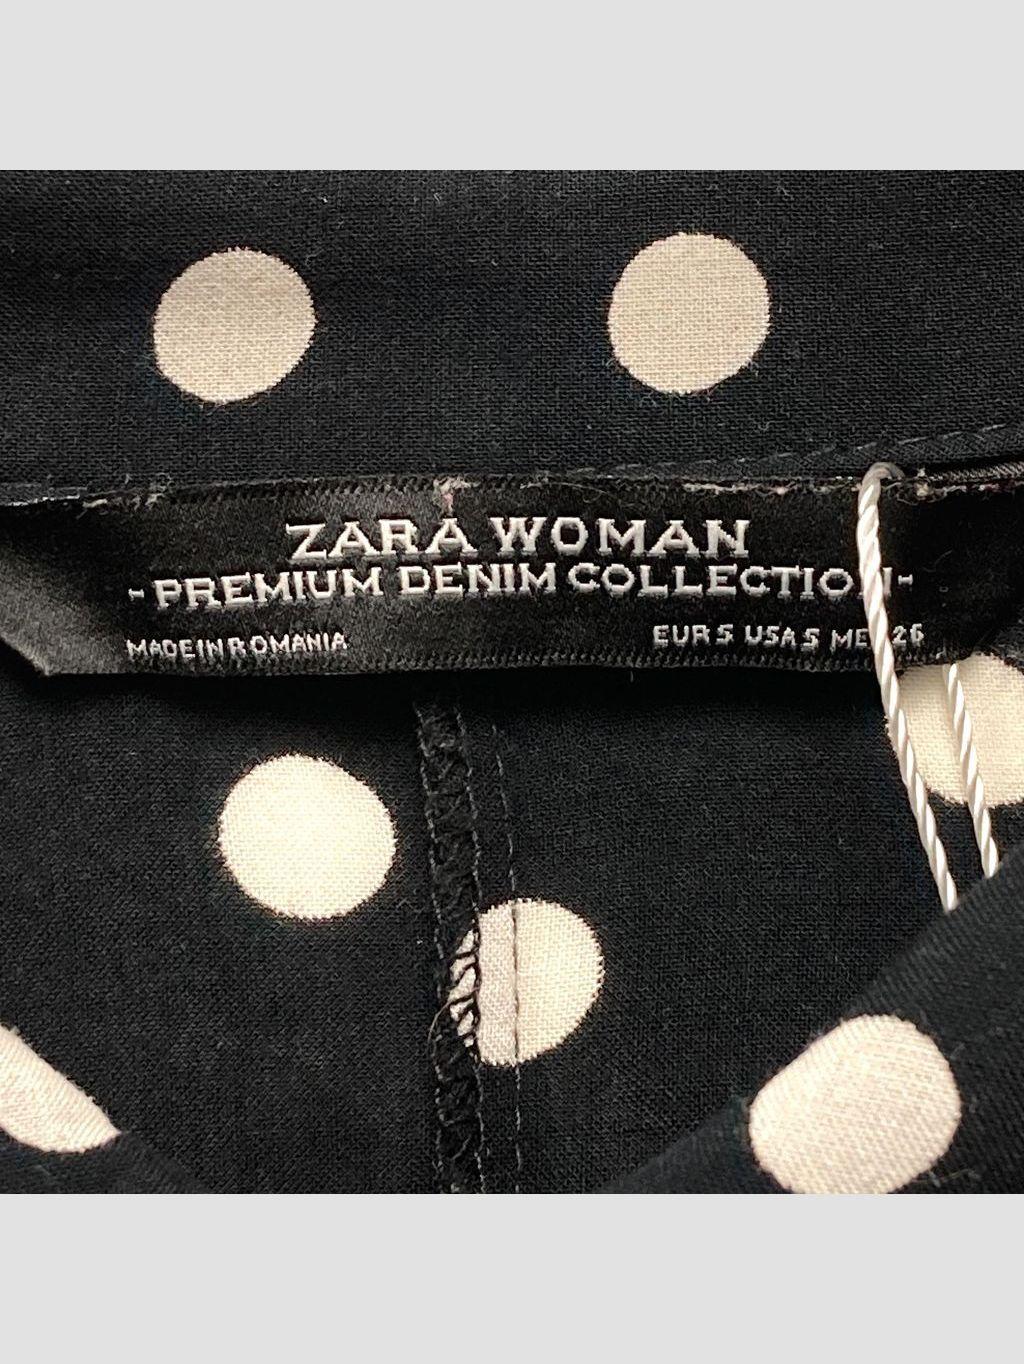 ZARA WOMAN
-PREMIUM DENIM COLLECTION-
MADE IN ROMANIA
EUR S USA S MEX 26